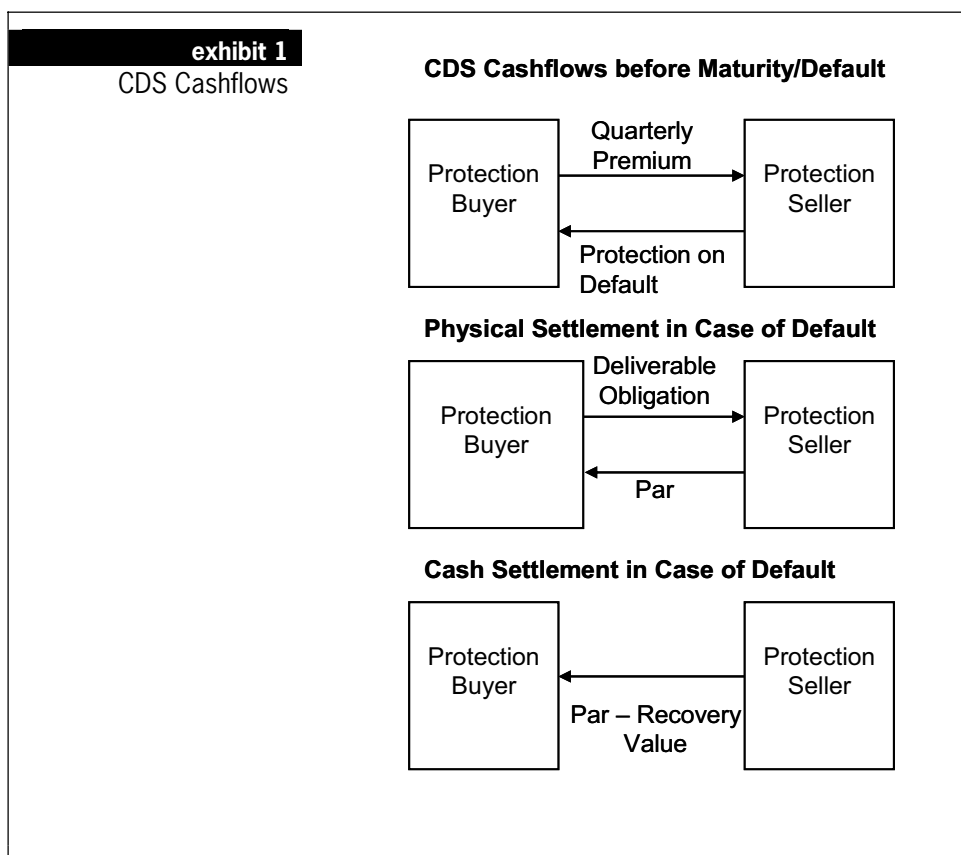 exhibit 1
CDS Cashflows
CDS Cashflows before Maturity/Default
Protection
Buyer
Quarterly
Premium
Protection on
Default
Protection
Seller
Physical Settlement in Case of Default
Protection
Buyer
Deliverable
Obligation
Par
Protection
Seller
Cash Settlement in Case of Default
Protection
Buyer
Par – Recovery
Value
Protection
Seller